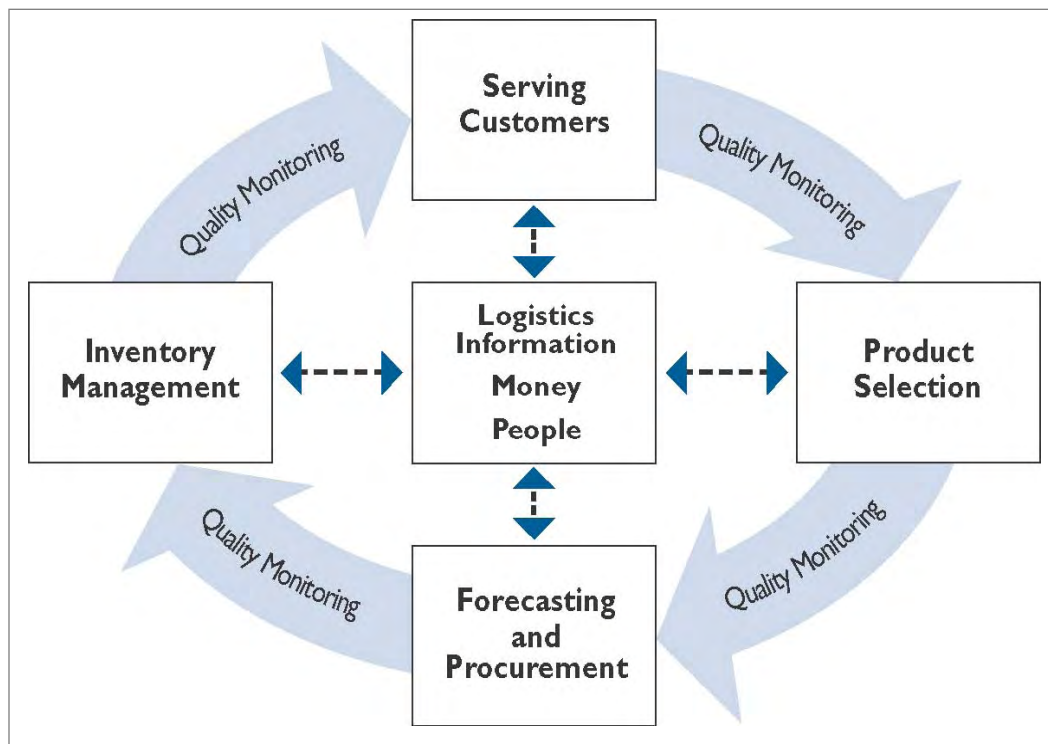 Serving
Customers
Quality Monitoring
Quality Monitoring
Inventory
Management
Logistics
Information
Money
People
Product
Selection
Quality Monitoring
Quality Monitoring
Forecasting
and
Procurement